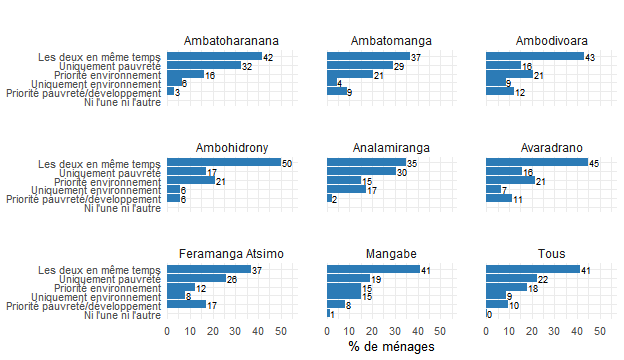 Ambatoharanana Ambatomanga Ambodivoara
Les deux en même temps 42 37 43
Uniquement pauvreté 32 29 16
Priorité environnement 16 21 21
Uniquement environnement 6 4 9
Priorité pauvreté/développement 3 9 12
Ni l'une ni l'autre
Ambohidrony Analamiranga Avaradrano
Les deux en même temps 50 35 45
Uniquement pauvreté 17 30 16
Priorité environnement 21 15 21
Uniquement environnement 6 17 7
Priorité pauvreté/développement 6 2 11
Ni l'une ni l'autre
Feramanga Atsimo Mangabe Tous
Les deux en même temps 37 41 41
Uniquement pauvreté 26 19 22
Priorité environnement 12 15 18
Uniquement environnement 8 15 9
Priorité pauvreté/développement 17 8 10
Ni l'une ni l'autre 1 0
0 10 20 30 40 50 0 10 20 30 40 50 0 10 20 30 40 50
% de ménages